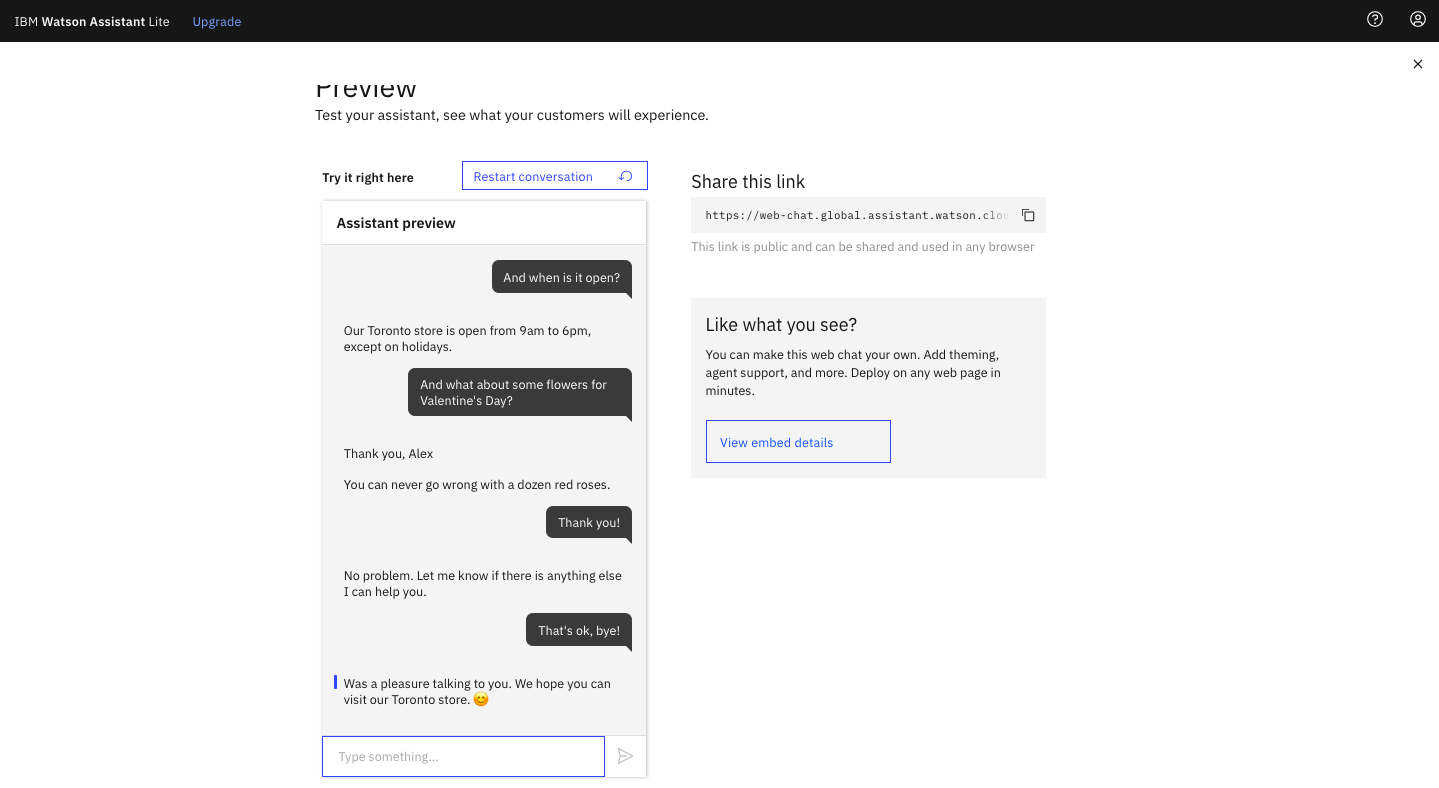 IBM Watson Assistant Lite Upgrade
Preview
Test your assistant, see what your customers will experience.
Try it right here
Restart conversation
Assistant preview
And when is it open?
Our Toronto store is open from 9am to 6pm,
except on holidays.
And what about some flowers for
Valentine's Day?
Thank you, Alex
You can never go wrong with a dozen red roses.
Thank you!
No problem. Let me know if there is anything else
I can help you.
That's ok, bye!
Was a pleasure talking to you. We hope you can
visit our Toronto store. 😊
Type something...
Share this link
https://web-chat.global.assistant.watson.clou
This link is public and can be shared and used in any browser
Like what you see?
You can make this web chat your own. Add theming,
agent support, and more. Deploy on any web page in
minutes.
View embed details